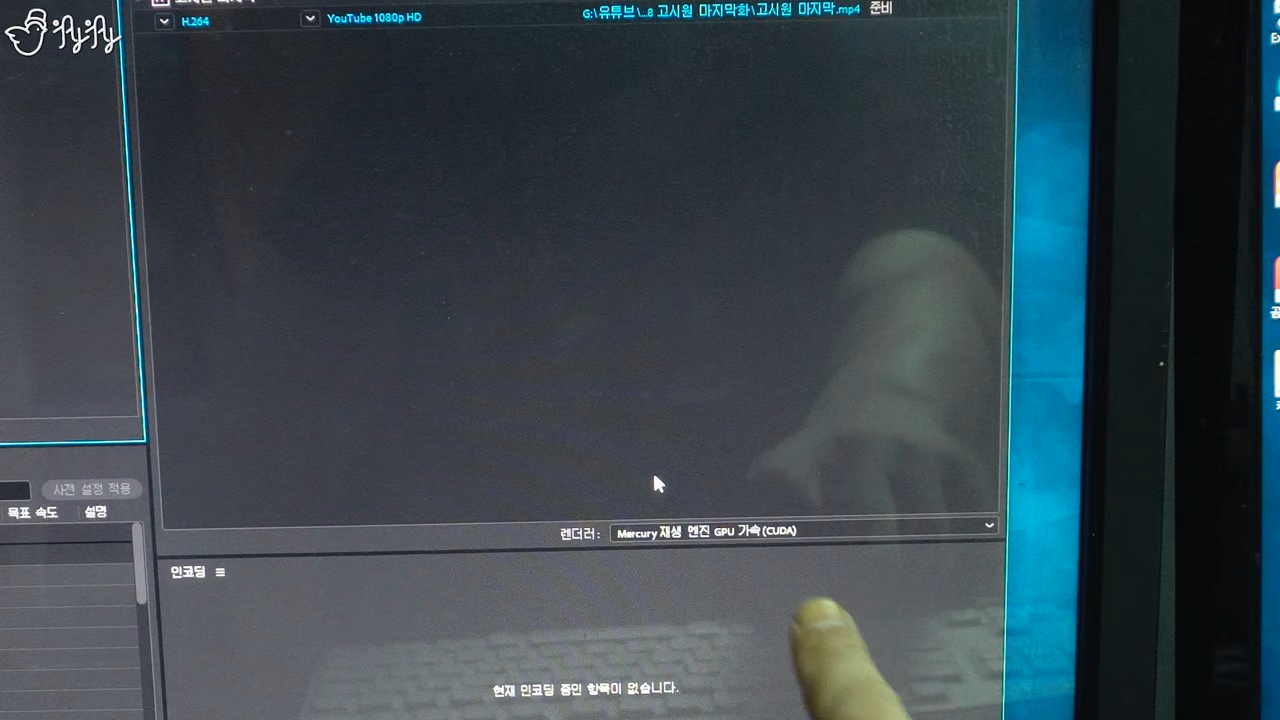 H.264
YouTube 1080p HD
G:\유튜브\...8 고시원 마지막화\고시원 마지막.mp4
준비
사전 설정 적용
목표 속도
설명
렌더러:
Mercury 재생 엔진 GPU 가속(CUDA)
인코딩
현재 인코딩 중인 항목이 없습니다.